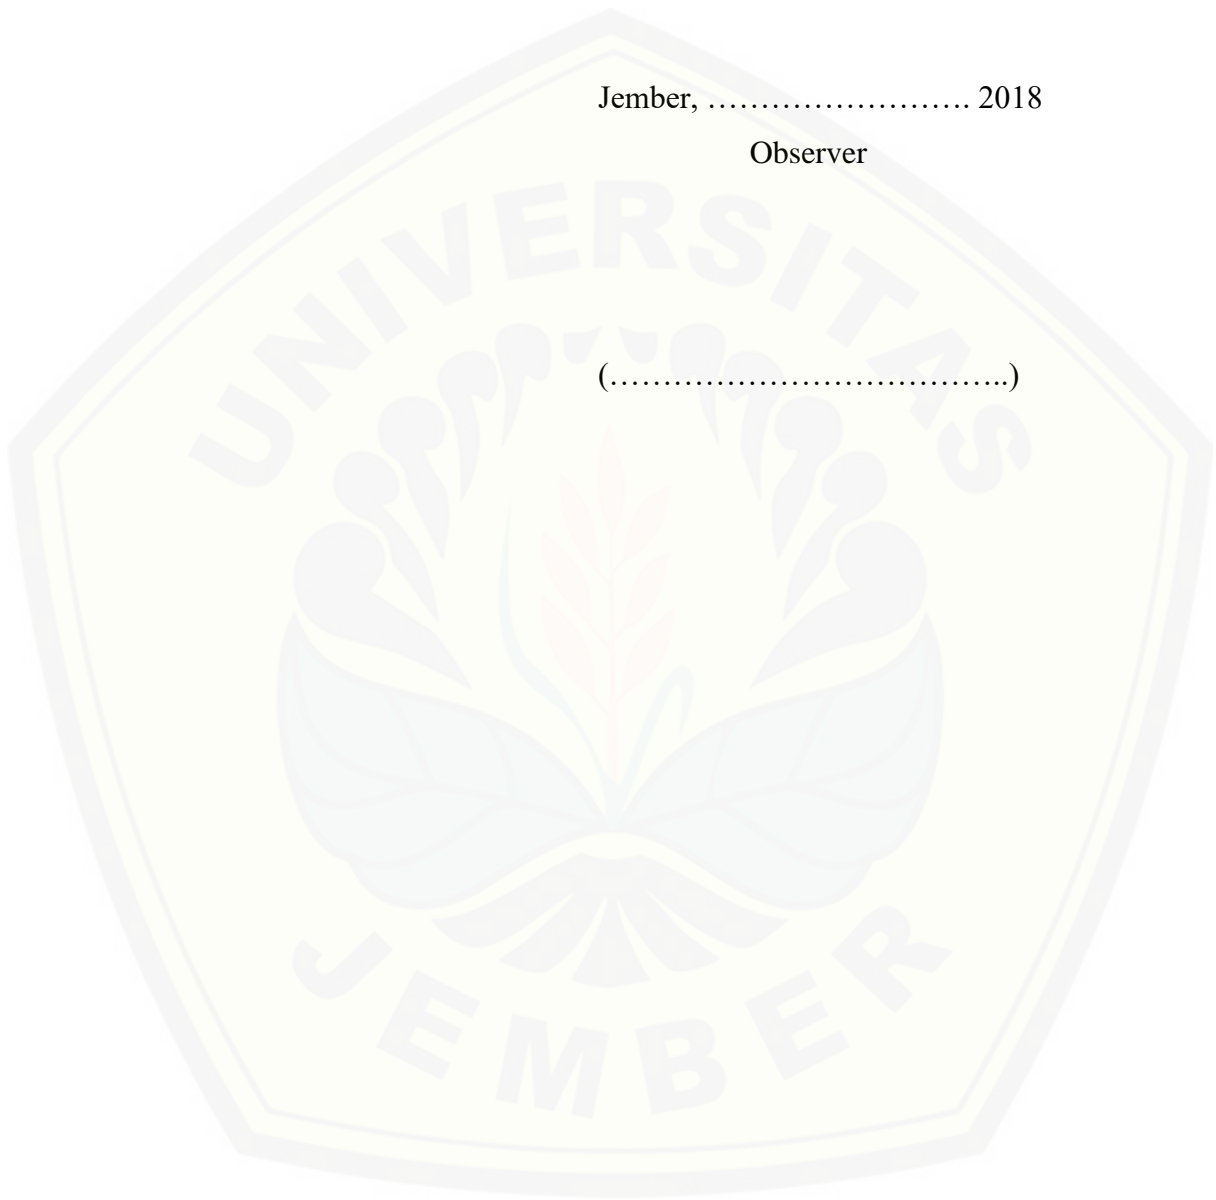 Jember, ……………………. 2018
Observer
(………………………………..)
UNIVERSITAS
JEMBER